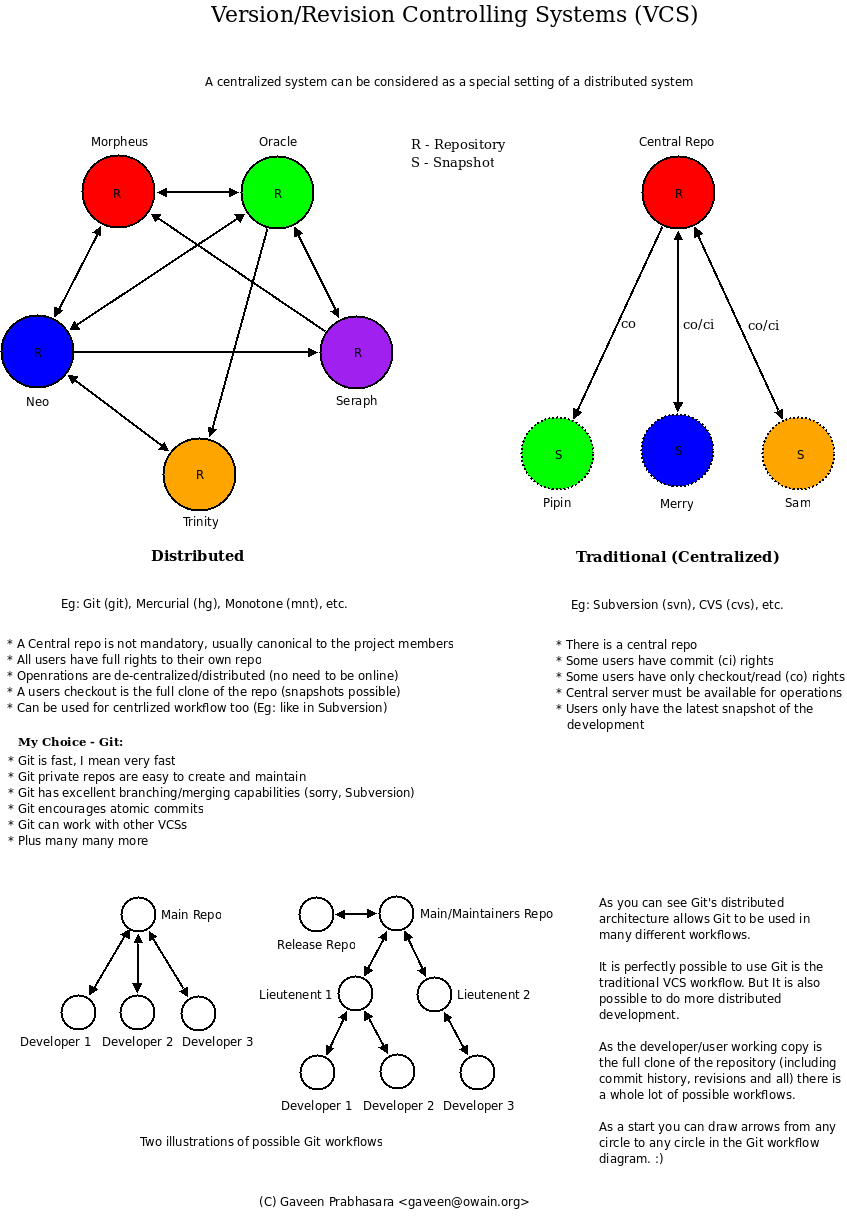 Version/Revision Controlling Systems (VCS)
A centralized system can be considered as a special setting of a distributed system
Morpheus
Oracle
R - Repository
S - Snapshot
Central Repo
R
R
R
co
co/ci
co/ci
R
R
Neo
Seraph
R
Trinity
S
S
S
Pipin
Merry
Sam
Distributed
Traditional (Centralized)
Eg: Git (git), Mercurial (hg), Monotone (mnt), etc.
Eg: Subversion (svn), CVS (cvs), etc.
* A Central repo is not mandatory, usually canonical to the project members
* All users have full rights to their own repo
* Openrations are de-centralized/distributed (no need to be online)
* A users checkout is the full clone of the repo (snapshots possible)
* Can be used for centrlized workflow too (Eg: like in Subversion)
* There is a central repo
* Some users have commit (ci) rights
* Some users have only checkout/read (co) rights
* Central server must be available for operations
* Users only have the latest snapshot of the
development
My Choice - Git:
* Git is fast, I mean very fast
* Git private repos are easy to create and maintain
* Git has excellent branching/merging capabilities (sorry, Subversion)
* Git encourages atomic commits
* Git can work with other VCSs
* Plus many many more
Main Repo
Developer 1
Developer 2
Developer 3
Release Repo
Main/Maintainers Repo
Lieutenent 1
Lieutenent 2
Developer 1
Developer 2
Developer 3
Two illustrations of possible Git workflows
As you can see Git's distributed
architecture allows Git to be used in
many different workflows.
It is perfectly possible to use Git is the
traditional VCS workflow. But It is also
possible to do more distributed
development.
As the developer/user working copy is
the full clone of the repository (including
commit history, revisions and all) there is
a whole lot of possible workflows.
As a start you can draw arrows from any
circle to any circle in the Git workflow
diagram. :)
(C) Gaveen Prabhasara <gaveen@owain.org>